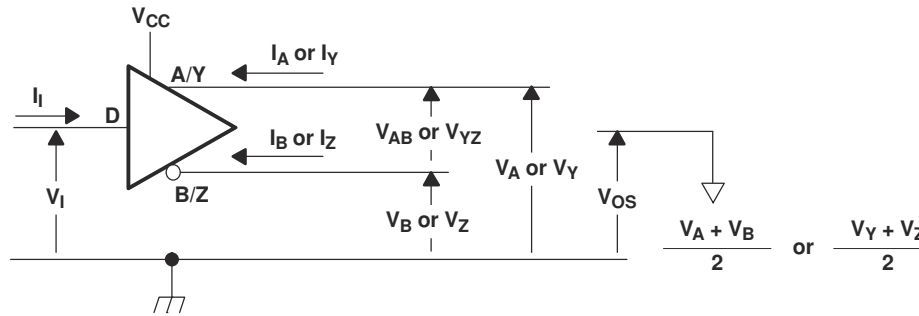 VCC
IA or IY
A/Y
II
D
IB or IZ
VAB or VYZ
VA or VY
VI
B/Z
VB or VZ
VOS
VA + VB
2
or
VY + VZ
2